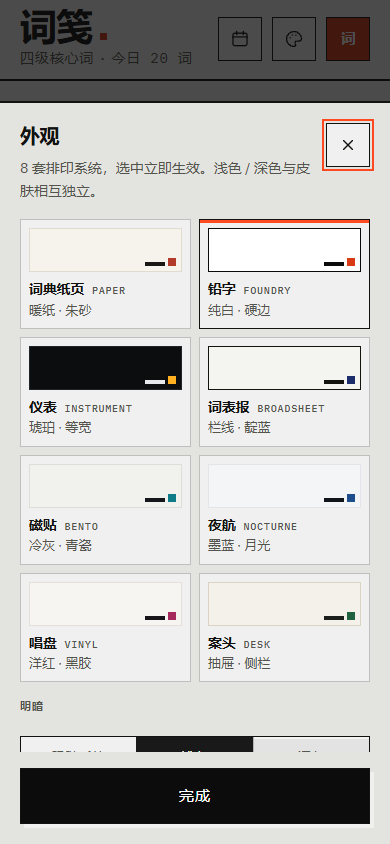 词笺.
四级核心词 · 今日 20 词
词
外观
8 套排印系统，选中立即生效。浅色 / 深色与皮
肤相互独立。
词典纸页 PAPER
暖纸 · 朱砂
铅字 FOUNDRY
纯白 · 硬边
仪表 INSTRUMENT
琥珀 · 等宽
词表报 BROADSHEET
栏线 · 靛蓝
磁贴 BENTO
冷灰 · 青瓷
夜航 NOCTURNE
墨蓝 · 月光
唱盘 VINYL
洋红 · 黑胶
案头 DESK
抽屉 · 侧栏
明暗
完成